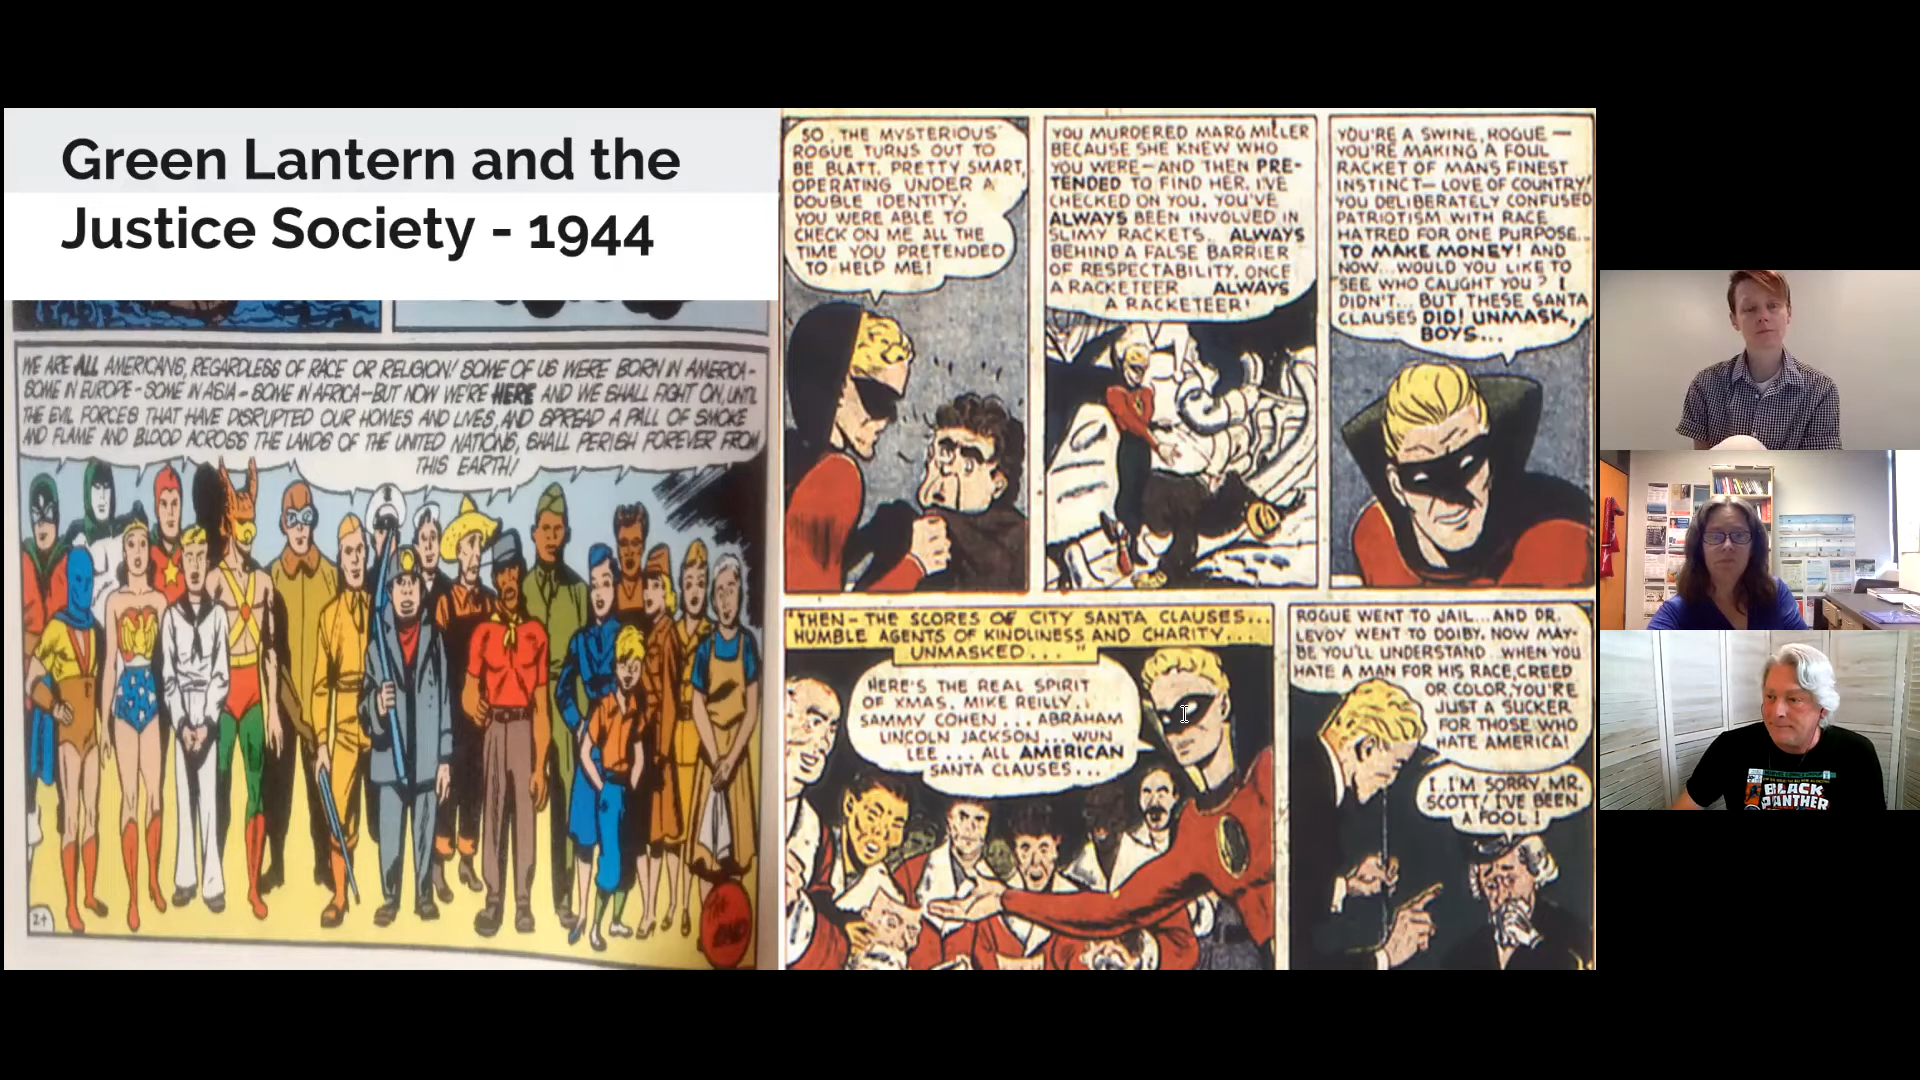 Green Lantern and the
Justice Society - 1944
WE ARE ALL AMERICANS, REGARDLESS OF RACE OR RELIGION! SOME OF US WERE BORN IN AMERICA-
SOME IN EUROPE - SOME IN ASIA - SOME IN AFRICA - BUT NOW WE'RE HERE AND WE SHALL FIGHT ON, UNTIL
THE EVIL FORCES THAT HAVE DISRUPTED OUR HOMES AND LIVES, AND SPREAD A PALL OF SMOKE
AND FLAME AND BLOOD ACROSS THE LANDS OF THE UNITED NATIONS, SHALL PERISH FOREVER FROM
THIS EARTH!
24
THE
END
SO, THE MYSTERIOUS
ROGUE TURNS OUT TO
BE BLATT. PRETTY SMART,
OPERATING UNDER A
DOUBLE IDENTITY.
YOU WERE ABLE TO
CHECK ON ME ALL THE
TIME YOU PRETENDED
TO HELP ME!
YOU MURDERED MARG MILLER
BECAUSE SHE KNEW WHO
YOU WERE—AND THEN PRE-
TENDED TO FIND HER. I'VE
CHECKED ON YOU. YOU'VE
ALWAYS BEEN INVOLVED IN
SLIMY RACKETS... ALWAYS
BEHIND A FALSE BARRIER
OF RESPECTABILITY. ONCE
A RACKETEER ALWAYS
A RACKETEER!
YOU'RE A SWINE, ROGUE —
YOU'RE MAKING A FOUL
RACKET OF MAN'S FINEST
INSTINCT— LOVE OF COUNTRY!
YOU DELIBERATELY CONFUSED
PATRIOTISM WITH RACE
HATRED FOR ONE PURPOSE...
TO MAKE MONEY! AND
NOW... WOULD YOU LIKE TO
SEE WHO CAUGHT YOU? I
DIDN'T... BUT THESE SANTA
CLAUSES DID! UNMASK,
BOYS...
"THEN - THE SCORES OF CITY SANTA CLAUSES...
HUMBLE AGENTS OF KINDLINESS AND CHARITY...
UNMASKED..."
HERE'S THE REAL SPIRIT
OF XMAS. MIKE REILLY..
SAMMY COHEN... ABRAHAM
LINCOLN JACKSON... WUN
LEE... ALL AMERICAN
SANTA CLAUSES...
ROGUE WENT TO JAIL...AND DR.
LEVOY WENT TO DOIBY. NOW MAY-
BE YOU'LL UNDERSTAND...WHEN YOU
HATE A MAN FOR HIS RACE, CREED
OR COLOR, YOU'RE
JUST A SUCKER
FOR THOSE WHO
HATE AMERICA!
I..I'M SORRY, MR.
SCOTT! I'VE BEEN
A FOOL!
BLACK
PANTHER